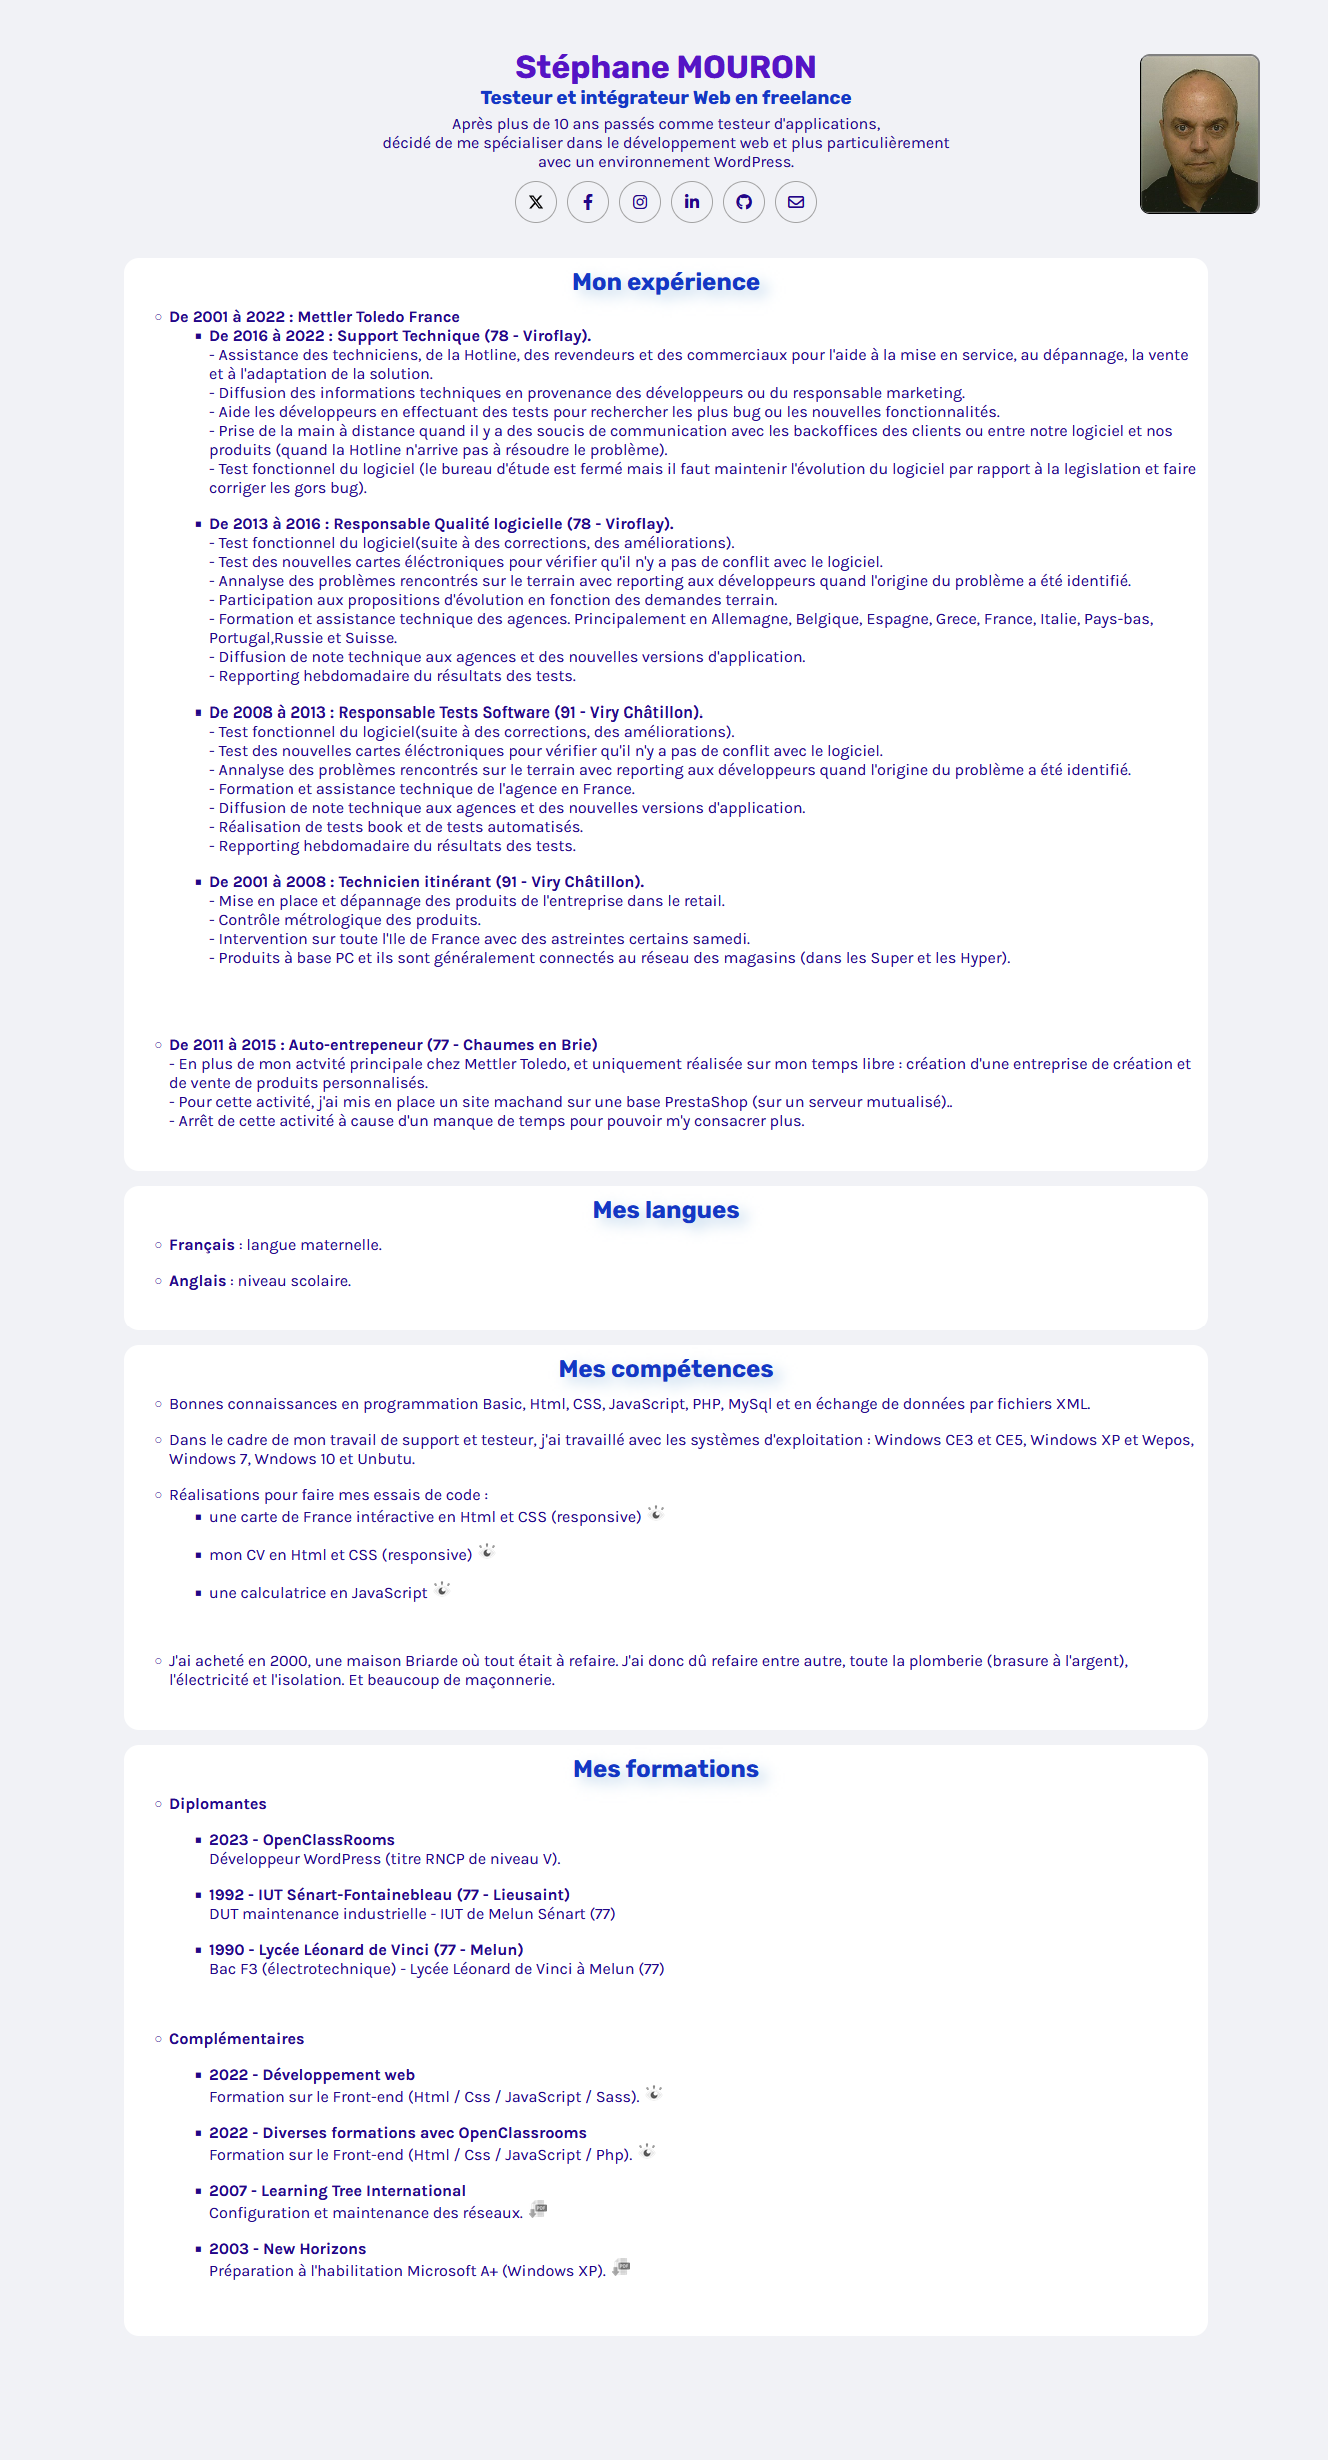 Stéphane MOURON
Testeur et intégrateur Web en freelance
Après plus de 10 ans passés comme testeur d'applications,
décidé de me spécialiser dans le développement web et plus particulièrement
avec un environnement WordPress.
Mon expérience
De 2001 à 2022 : Mettler Toledo France
De 2016 à 2022 : Support Technique (78 - Viroflay).
- Assistance des techniciens, de la Hotline, des revendeurs et des commerciaux pour l'aide à la mise en service, au dépannage, la vente
et à l'adaptation de la solution.
- Diffusion des informations techniques en provenance des développeurs ou du responsable marketing.
- Aide les développeurs en effectuant des tests pour rechercher les plus bug ou les nouvelles fonctionnalités.
- Prise de la main à distance quand il y a des soucis de communication avec les backoffices des clients ou entre notre logiciel et nos
produits (quand la Hotline n'arrive pas à résoudre le problème).
- Test fonctionnel du logiciel (le bureau d'étude est fermé mais il faut maintenir l'évolution du logiciel par rapport à la legislation et faire
corriger les gors bug).
De 2013 à 2016 : Responsable Qualité logicielle (78 - Viroflay).
- Test fonctionnel du logiciel(suite à des corrections, des améliorations).
- Test des nouvelles cartes éléctroniques pour vérifier qu'il n'y a pas de conflit avec le logiciel.
- Annalyse des problèmes rencontrés sur le terrain avec reporting aux développeurs quand l'origine du problème a été identifié.
- Participation aux propositions d'évolution en fonction des demandes terrain.
- Formation et assistance technique des agences. Principalement en Allemagne, Belgique, Espagne, Grece, France, Italie, Pays-bas,
Portugal,Russie et Suisse.
- Diffusion de note technique aux agences et des nouvelles versions d'application.
- Repporting hebdomadaire du résultats des tests.
De 2008 à 2013 : Responsable Tests Software (91 - Viry Châtillon).
- Test fonctionnel du logiciel(suite à des corrections, des améliorations).
- Test des nouvelles cartes éléctroniques pour vérifier qu'il n'y a pas de conflit avec le logiciel.
- Annalyse des problèmes rencontrés sur le terrain avec reporting aux développeurs quand l'origine du problème a été identifié.
- Formation et assistance technique de l'agence en France.
- Diffusion de note technique aux agences et des nouvelles versions d'application.
- Réalisation de tests book et de tests automatisés.
- Repporting hebdomadaire du résultats des tests.
De 2001 à 2008 : Technicien itinérant (91 - Viry Châtillon).
- Mise en place et dépannage des produits de l'entreprise dans le retail.
- Contrôle métrologique des produits.
- Intervention sur toute l'Ile de France avec des astreintes certains samedi.
- Produits à base PC et ils sont généralement connectés au réseau des magasins (dans les Super et les Hyper).
De 2011 à 2015 : Auto-entrepeneur (77 - Chaumes en Brie)
- En plus de mon actvité principale chez Mettler Toledo, et uniquement réalisée sur mon temps libre : création d'une entreprise de création et
de vente de produits personnalisés.
- Pour cette activité, j'ai mis en place un site machand sur une base PrestaShop (sur un serveur mutualisé)..
- Arrêt de cette activité à cause d'un manque de temps pour pouvoir m'y consacrer plus.
Mes langues
Français : langue maternelle.
Anglais : niveau scolaire.
Mes compétences
Bonnes connaissances en programmation Basic, Html, CSS, JavaScript, PHP, MySql et en échange de données par fichiers XML.
Dans le cadre de mon travail de support et testeur, j'ai travaillé avec les systèmes d'exploitation : Windows CE3 et CE5, Windows XP et Wepos,
Windows 7, Wndows 10 et Unbutu.
Réalisations pour faire mes essais de code :
une carte de France intéractive en Html et CSS (responsive)
mon CV en Html et CSS (responsive)
une calculatrice en JavaScript
J'ai acheté en 2000, une maison Briarde où tout était à refaire. J'ai donc dû refaire entre autre, toute la plomberie (brasure à l'argent),
l'électricité et l'isolation. Et beaucoup de maçonnerie.
Mes formations
Diplomantes
2023 - OpenClassRooms
Développeur WordPress (titre RNCP de niveau V).
1992 - IUT Sénart-Fontainebleau (77 - Lieusaint)
DUT maintenance industrielle - IUT de Melun Sénart (77)
1990 - Lycée Léonard de Vinci (77 - Melun)
Bac F3 (électrotechnique) - Lycée Léonard de Vinci à Melun (77)
Complémentaires
2022 - Développement web
Formation sur le Front-end (Html / Css / JavaScript / Sass).
2022 - Diverses formations avec OpenClassrooms
Formation sur le Front-end (Html / Css / JavaScript / Php).
2007 - Learning Tree International
Configuration et maintenance des réseaux.
2003 - New Horizons
Préparation à l'habilitation Microsoft A+ (Windows XP).